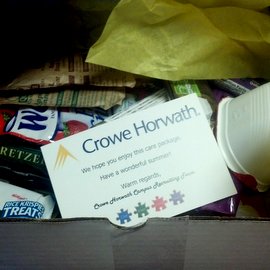 Crowe Horwath.
We hope you enjoy this care package.
Have a wonderful summer!
Warm regards,
Crowe Horwath Campus Recruiting Team
PRETZE
RICE KRISPIES
TREATS